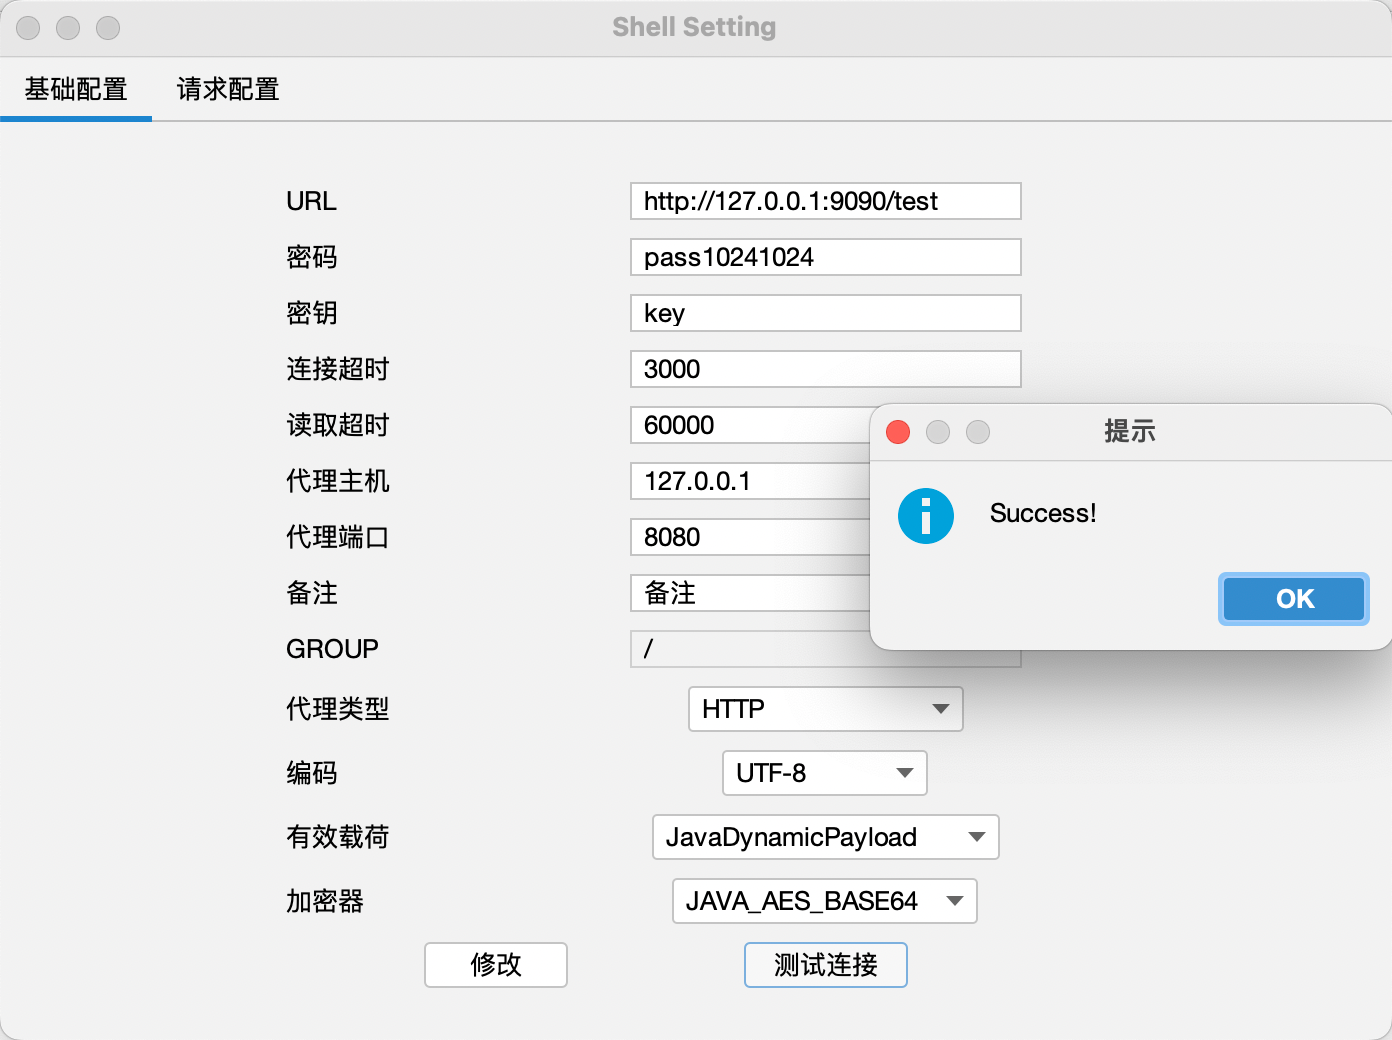 Shell Setting
基础配置 请求配置
URL http://127.0.0.1:9090/test
密码 pass10241024
密钥 key
连接超时 3000
读取超时 60000
代理主机 127.0.0.1
代理端口 8080
备注 备注
GROUP /
代理类型 HTTP
编码 UTF-8
有效载荷 JavaDynamicPayload
加密器 JAVA_AES_BASE64
修改 测试连接
提示
Success!
OK